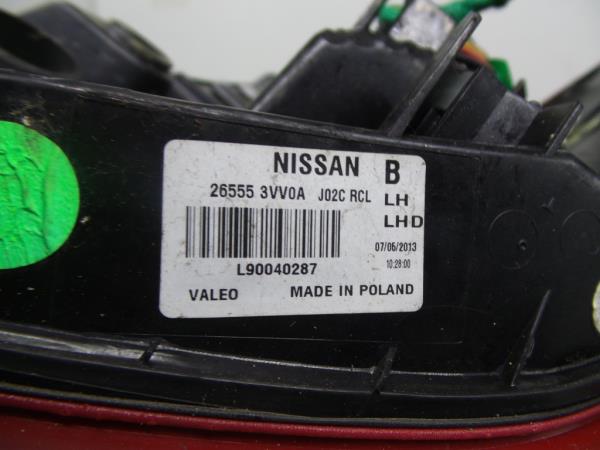 NISSAN B
26555 3VV0A J02C RCL LH
LHD
07/06/2013
L90040287 10:28:00
VALEO MADE IN POLAND